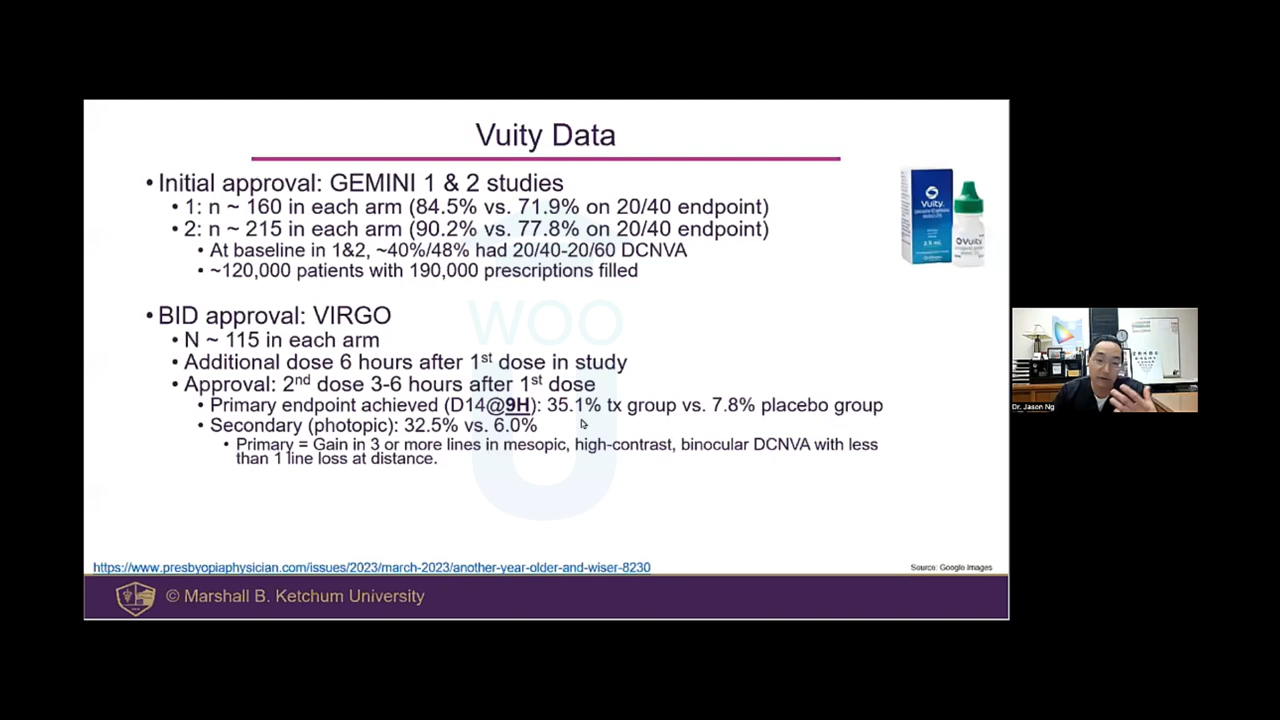 Vuity Data
• Initial approval: GEMINI 1 & 2 studies
• 1: n ~ 160 in each arm (84.5% vs. 71.9% on 20/40 endpoint)
• 2: n ~ 215 in each arm (90.2% vs. 77.8% on 20/40 endpoint)
• At baseline in 1&2, ~40%/48% had 20/40-20/60 DCNVA
• ~120,000 patients with 190,000 prescriptions filled
• BID approval: VIRGO
• N ~ 115 in each arm
• Additional dose 6 hours after 1st dose in study
• Approval: 2nd dose 3-6 hours after 1st dose
• Primary endpoint achieved (D14@9H): 35.1% tx group vs. 7.8% placebo group
• Secondary (photopic): 32.5% vs. 6.0%
• Primary = Gain in 3 or more lines in mesopic, high-contrast, binocular DCNVA with less
than 1 line loss at distance.
WOO
U
Vuity
Vuity
https://www.presbyopiaphysician.com/issues/2023/march-2023/another-year-older-and-wiser-8230
Source: Google Images
© Marshall B. Ketchum University
Dr. Jason Ng